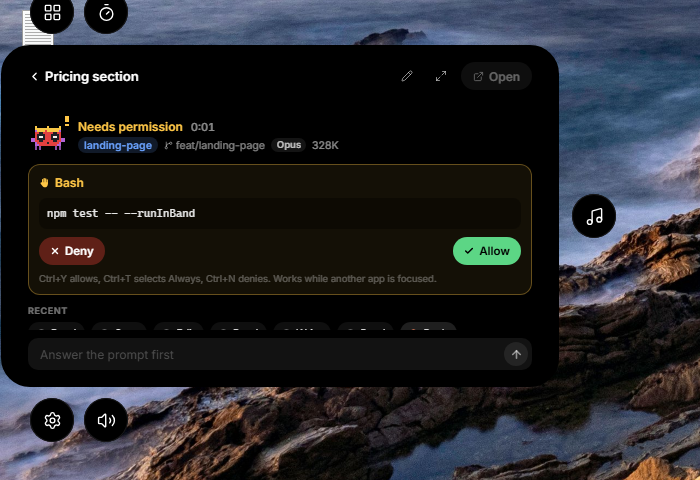 Pricing section
Open
Needs permission 0:01
landing-page feat/landing-page Opus 328K
Bash
npm test -- --runInBand
Deny
Allow
Ctrl+Y allows, Ctrl+T selects Always, Ctrl+N denies. Works while another app is focused.
RECENT
Answer the prompt first